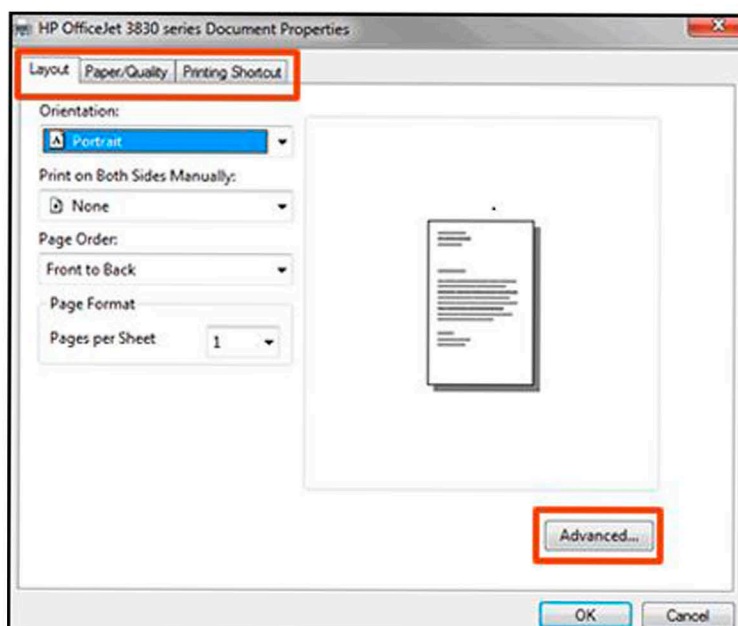 HP OfficeJet 3830 series Document Properties
Layout Paper/Quality Printing Shortcut
Orientation:
Portrait
Print on Both Sides Manually:
None
Page Order:
Front to Back
Page Format
Pages per Sheet 1
Advanced...
OK Cancel